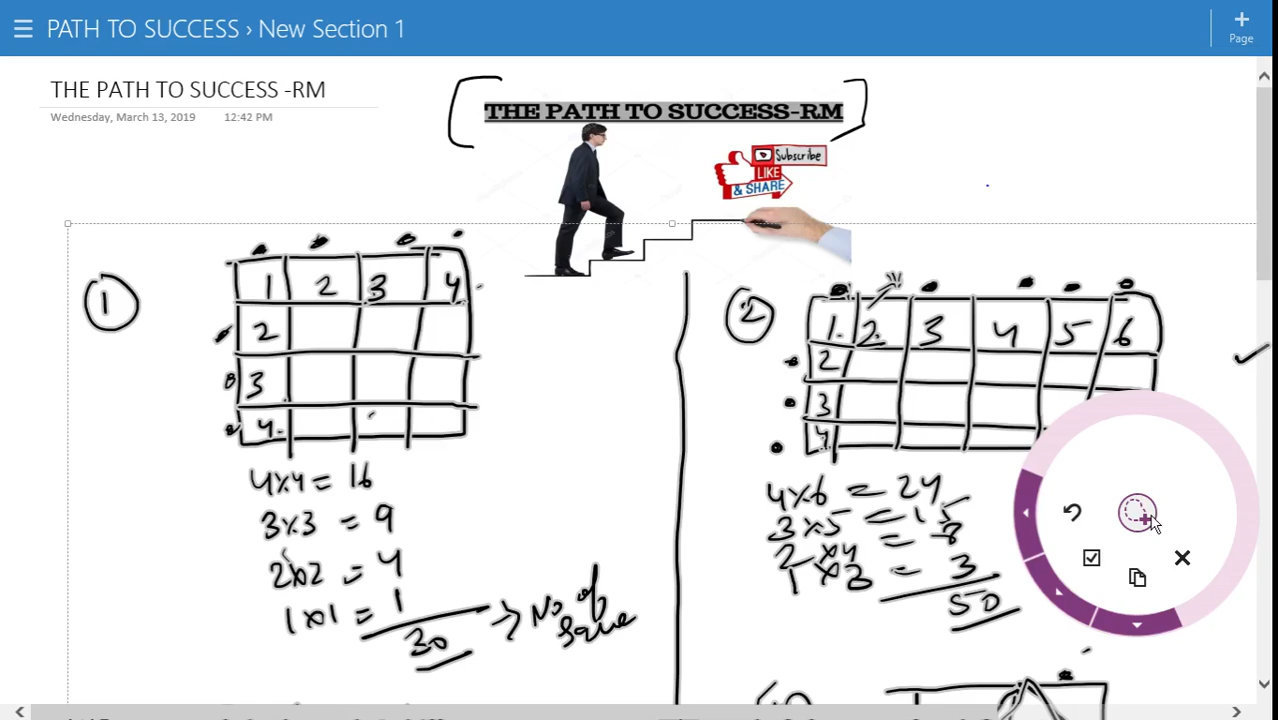 PATH TO SUCCESS › New Section 1
Page
THE PATH TO SUCCESS -RM
Wednesday, March 13, 2019 12:42 PM
THE PATH TO SUCCESS-RM
Subscribe
LIKE
& SHARE
1
1 2 3 4
2
3
4
4x4 = 16
3x3 = 9
2x2 = 4
1x1 = 1
30 → No of
Squre
2
1 2 3 4 5 6
2
3
4
4x6 = 24
3x5 = 15
2x4 = 8
1x3 = 3
50